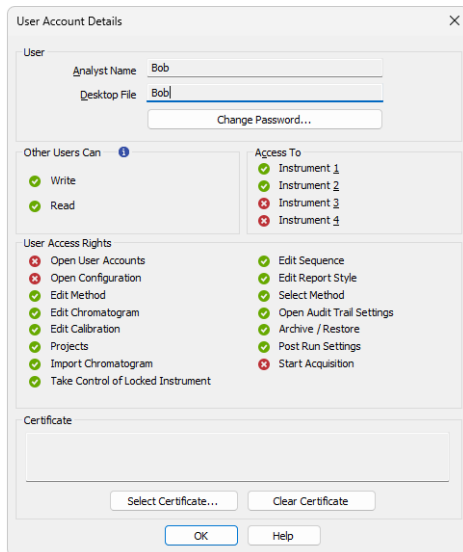 User Account Details
User
Analyst Name Bob
Desktop File Bob
Change Password...
Other Users Can
Write
Read
Access To
Instrument 1
Instrument 2
Instrument 3
Instrument 4
User Access Rights
Open User Accounts
Open Configuration
Edit Method
Edit Chromatogram
Edit Calibration
Projects
Import Chromatogram
Take Control of Locked Instrument
Edit Sequence
Edit Report Style
Select Method
Open Audit Trail Settings
Archive / Restore
Post Run Settings
Start Acquisition
Certificate
Select Certificate... Clear Certificate
OK Help